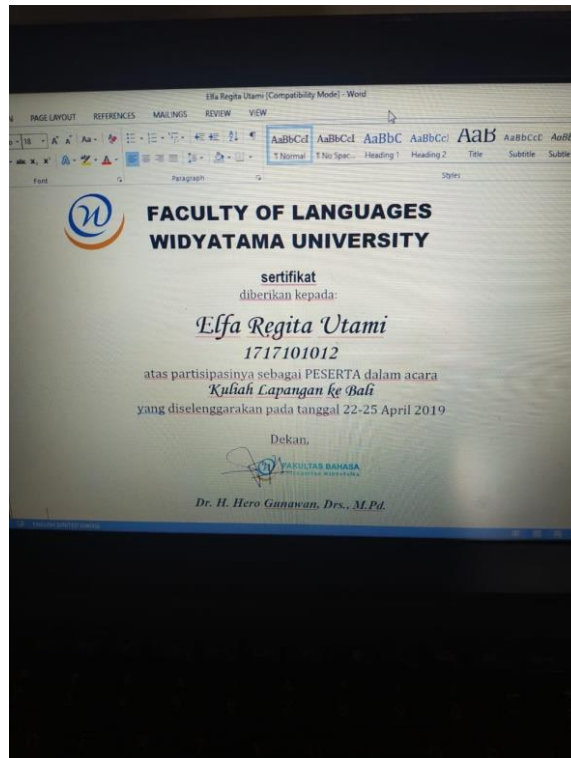 Elfa Regita Utami [Compatibility Mode] - Word
PAGE LAYOUT REFERENCES MAILINGS REVIEW VIEW
18 Aa
AaBbCcI AaBbCcI AaBbC AaBbCc AaB AaBbCcC
¶ Normal ¶ No Spac... Heading 1 Heading 2 Title Subtitle
Font Paragraph Styles
FACULTY OF LANGUAGES
WIDYATAMA UNIVERSITY
sertifikat
diberikan kepada:
Elfa Regita Utami
1717101012
atas partisipasinya sebagai PESERTA dalam acara
Kuliah Lapangan ke Bali
yang diselenggarakan pada tanggal 22-25 April 2019
Dekan,
FAKULTAS BAHASA
Dr. H. Hero Gunawan, Drs., M.Pd.